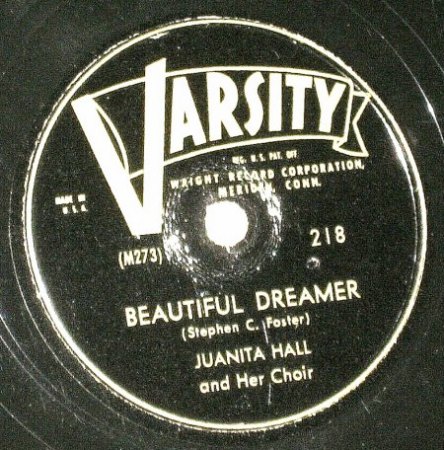 VARSITY
REG. U.S. PAT. OFF
WRIGHT RECORD CORPORATION,
MERIDEN, CONN.
MADE IN
U.S.A.
(M273)
218
BEAUTIFUL DREAMER
(Stephen C. Foster)
JUANITA HALL
and Her Choir